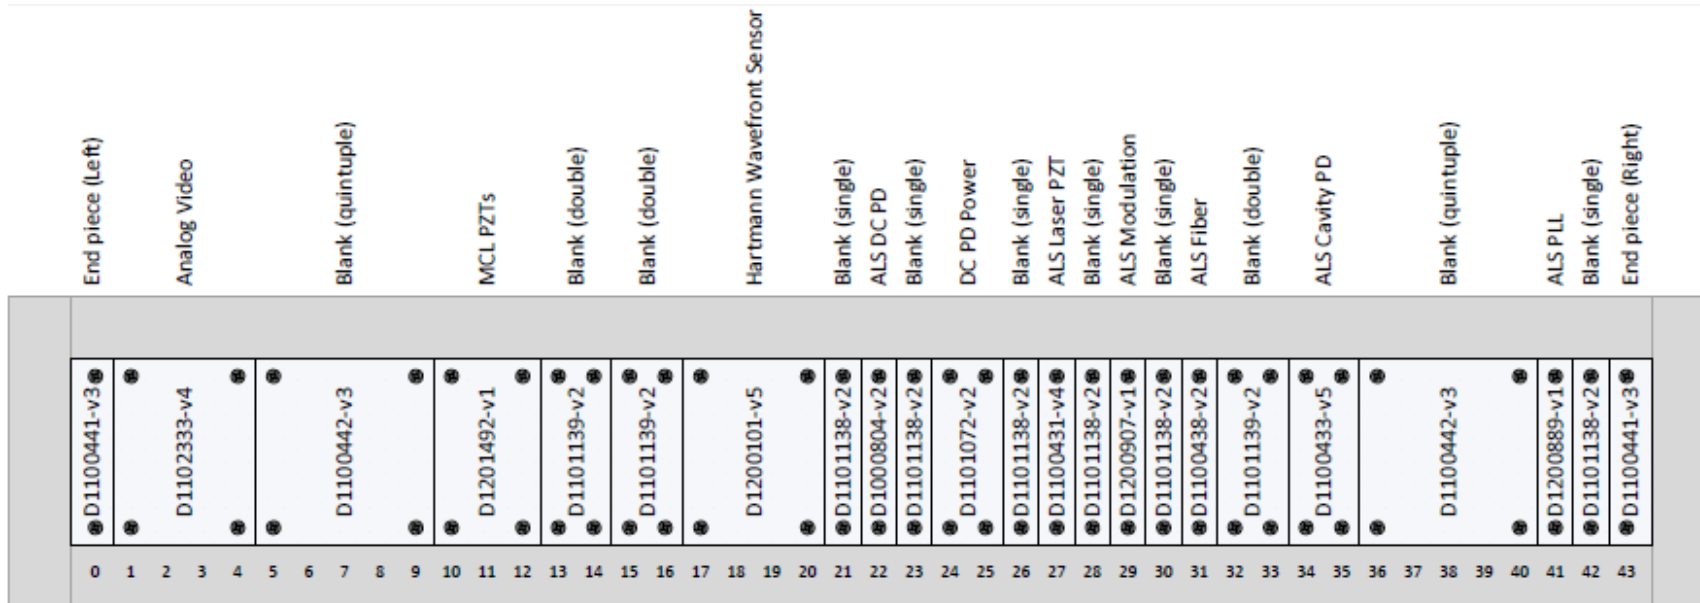 End piece (Left)
Analog Video
Blank (quintuple)
MCL PZTs
Blank (double)
Blank (double)
Hartmann Wavefront Sensor
Blank (single)
ALS DC PD
Blank (single)
DC PD Power
Blank (single)
ALS Laser PZT
Blank (single)
ALS Modulation
Blank (single)
ALS Fiber
Blank (double)
ALS Cavity PD
Blank (quintuple)
ALS PLL
Blank (single)
End piece (Right)
D1100441-v3
D1102333-v4
D1100442-v3
D1201492-v1
D1101139-v2
D1101139-v2
D1200101-v5
D1101138-v2
D1000804-v2
D1101138-v2
D1101072-v2
D1101138-v2
D1100431-v4
D1101138-v2
D1200907-v1
D1101138-v2
D1100438-v2
D1101139-v2
D1100433-v5
D1100442-v3
D1200889-v1
D1101138-v2
D1100441-v3
0 1 2 3 4 5 6 7 8 9 10 11 12 13 14 15 16 17 18 19 20 21 22 23 24 25 26 27 28 29 30 31 32 33 34 35 36 37 38 39 40 41 42 43